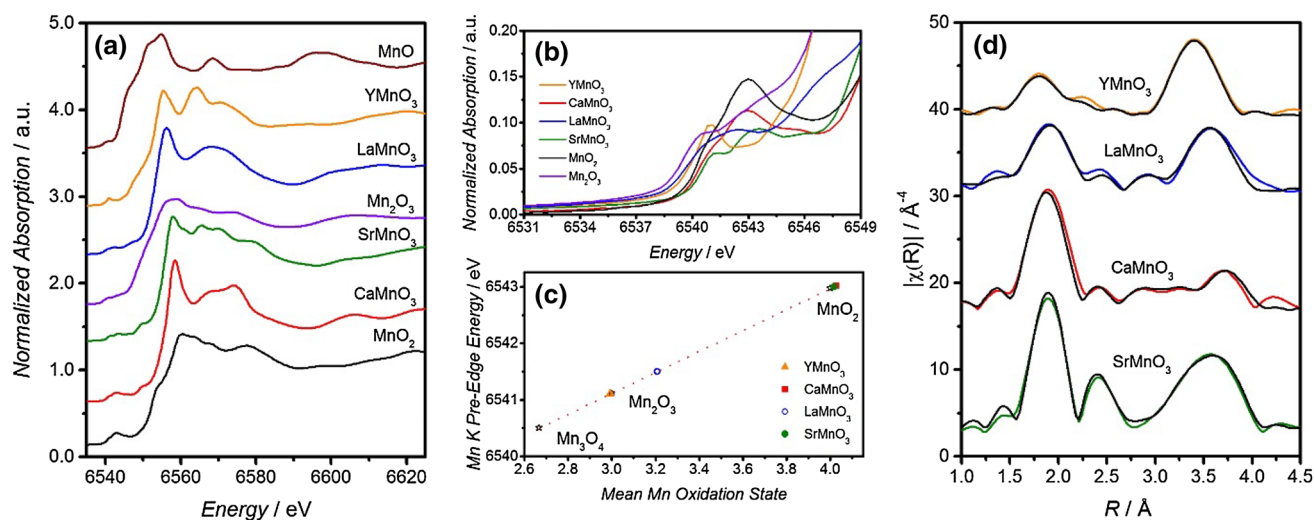 (a)
Normalized Absorption / a.u.
5.0
4.0
3.0
2.0
1.0
0.0
MnO
YMnO₃
LaMnO₃
Mn₂O₃
SrMnO₃
CaMnO₃
MnO₂
6540 6560 6580 6600 6620
Energy / eV
(b)
Normalized Absorption / a.u.
0.20
0.15
0.10
0.05
0.00
YMnO₃
CaMnO₃
LaMnO₃
SrMnO₃
MnO₂
Mn₂O₃
6531 6534 6537 6540 6543 6546 6549
Energy / eV
(c)
Mn K Pre-Edge Energy / eV
6543
6542
6541
6540
MnO₂
Mn₂O₃
Mn₃O₄
YMnO₃
CaMnO₃
LaMnO₃
SrMnO₃
2.6 2.8 3.0 3.2 3.4 3.6 3.8 4.0
Mean Mn Oxidation State
(d)
|χ(R)| / Å⁻⁴
50
40
30
20
10
0
YMnO₃
LaMnO₃
CaMnO₃
SrMnO₃
1.0 1.5 2.0 2.5 3.0 3.5 4.0 4.5
R / Å